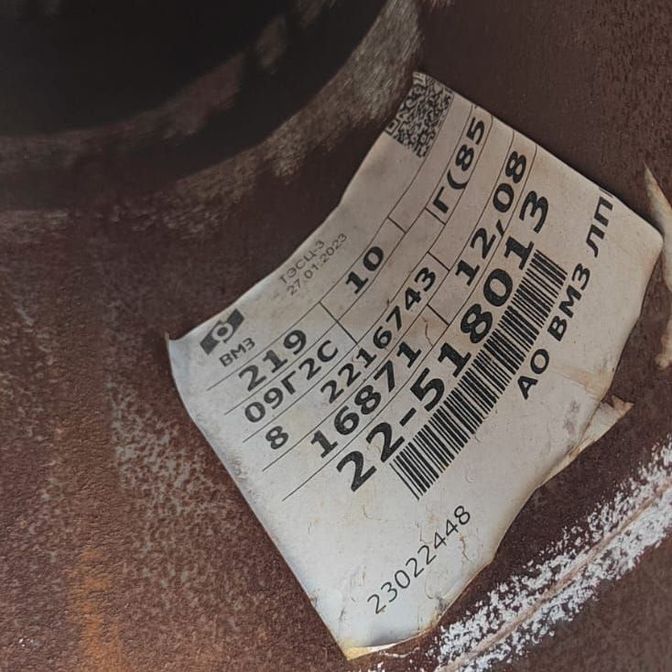 ТЭСЦ-3
27.01.2023
ВМЗ
219 10 Г(85
09Г2С
8 2216743 12,08
16871
22-518013
АО ВМЗ ЛП
23022448